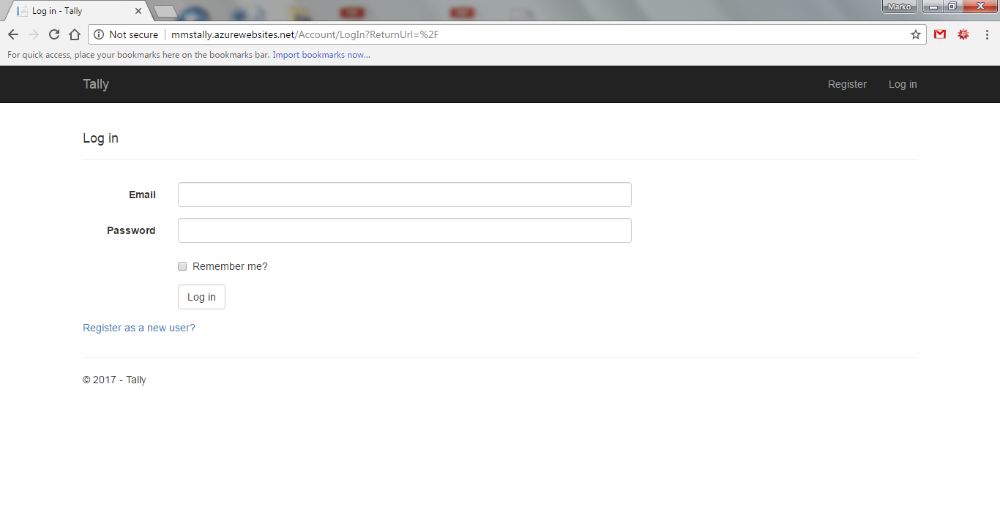 Log in - Tally
Marko
Not secure mmstally.azurewebsites.net/Account/LogIn?ReturnUrl=%2F
For quick access, place your bookmarks here on the bookmarks bar. Import bookmarks now...
Tally Register Log in
Log in
Email
Password
Remember me?
Log in
Register as a new user?
© 2017 - Tally